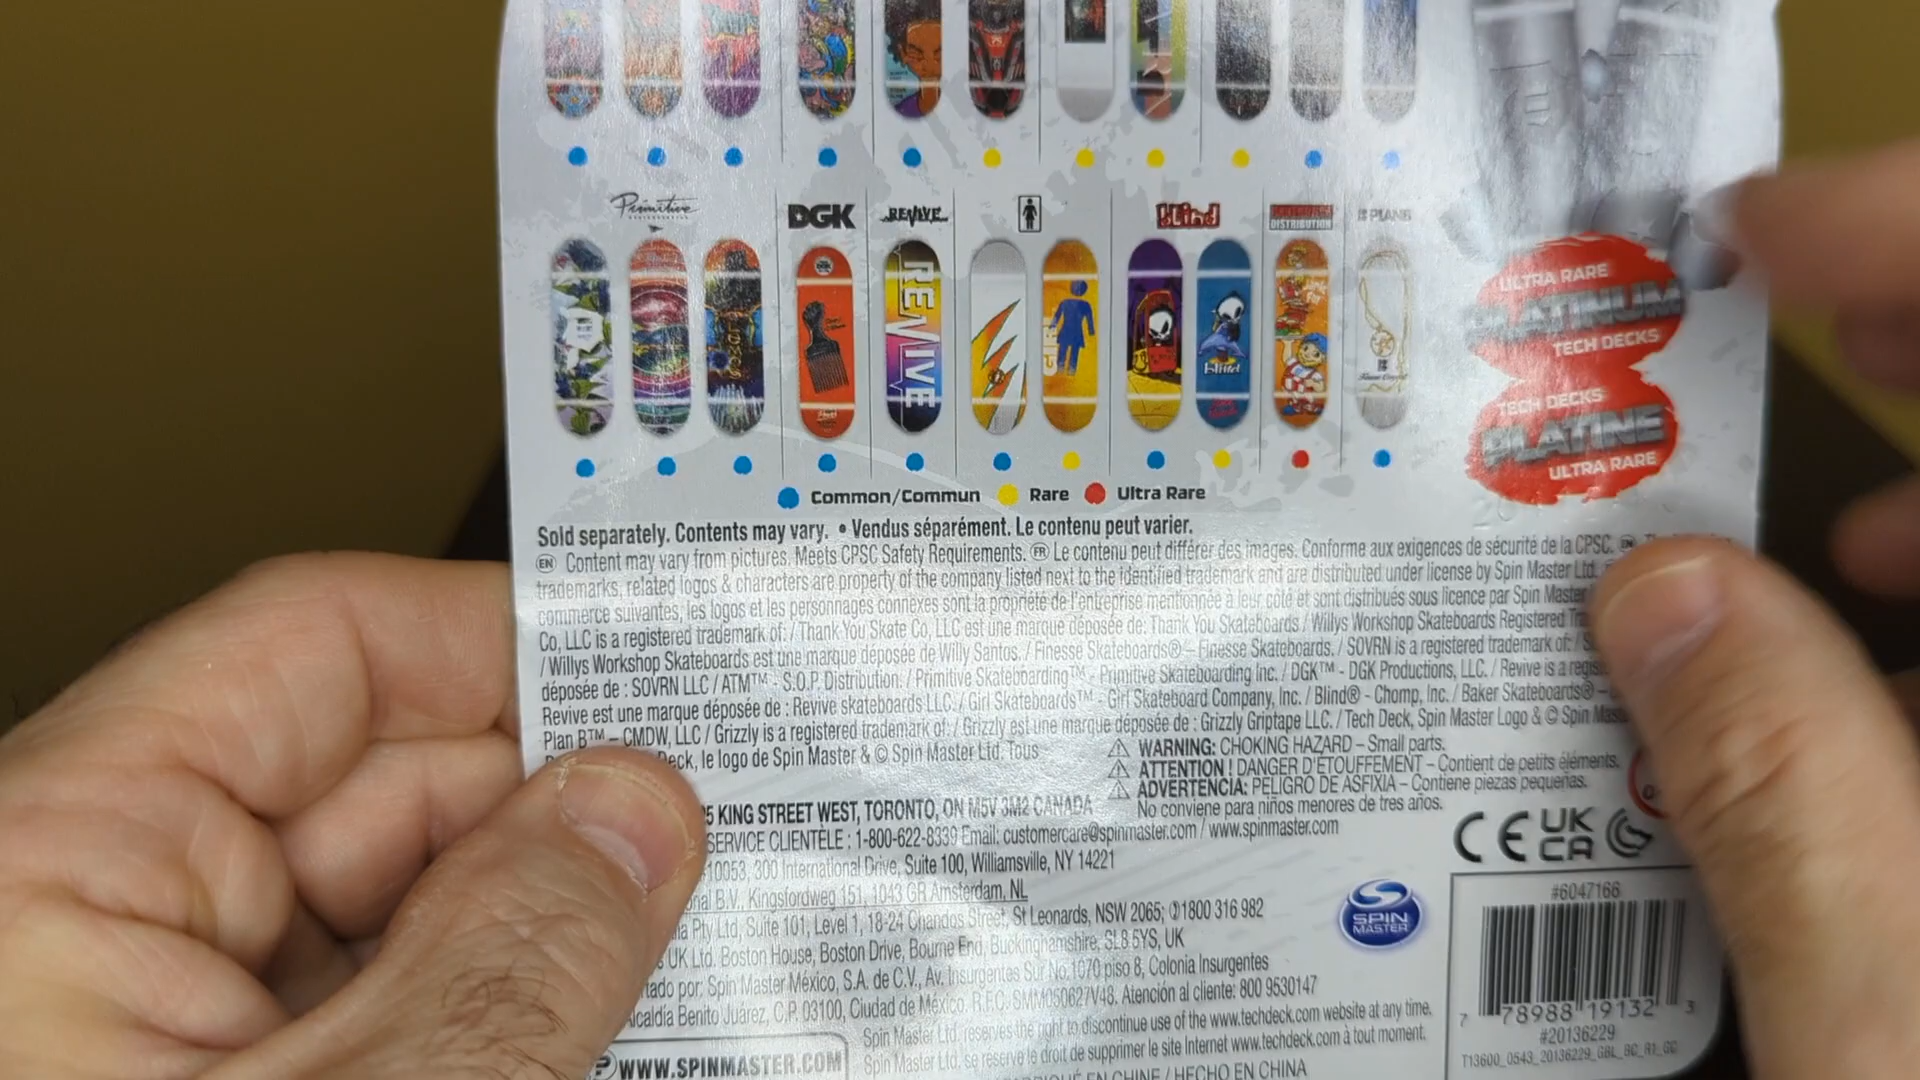 Primitive
DGK
REVIVE
blind
DISTRIBUTION
PLAN B
REVIVE
GIRL
blind
ULTRA RARE
PLATINUM
TECH DECKS
TECH DECKS
PLATINE
ULTRA RARE
Common/Commun Rare Ultra Rare
Sold separately. Contents may vary. • Vendus séparément. Le contenu peut varier.
EN Content may vary from pictures. Meets CPSC Safety Requirements. FR Le contenu peut différer des images. Conforme aux exigences de sécurité de la CPSC. EN
trademarks, related logos & characters are property of the company listed next to the identified trademark and are distributed under license by Spin Master Ltd.
commerce suivantes, les logos et les personnages connexes sont la propriété de l'entreprise mentionnée à leur côté et sont distribués sous licence par Spin Master
Co, LLC is a registered trademark of: / Thank You Skate Co, LLC est une marque déposée de: Thank You Skateboards / Willys Workshop Skateboards Registered
/ Willys Workshop Skateboards est une marque déposée de Willy Santos. / Finesse Skateboards® – Finesse Skateboards. / SOVRN is a registered trademark of: /
déposée de : SOVRN LLC / ATM™ - S.O.P. Distribution. / Primitive Skateboarding™ - Primitive Skateboarding Inc. / DGK™ - DGK Productions, LLC. / Revive is a
Revive est une marque déposée de : Revive skateboards LLC. / Girl Skateboards™ - Girl Skateboard Company, Inc. / Blind® - Chomp, Inc. / Baker Skateboards® –
Plan B™ – CMDW, LLC / Grizzly is a registered trademark of: / Grizzly est une marque déposée de : Grizzly Griptape LLC. / Tech Deck, Spin Master Logo & © Spin
Deck, le logo de Spin Master & © Spin Master Ltd. Tous
WARNING: CHOKING HAZARD – Small parts.
ATTENTION ! DANGER D'ÉTOUFFEMENT – Contient de petits éléments.
ADVERTENCIA: PELIGRO DE ASFIXIA – Contiene piezas pequeñas.
No conviene para niños menores de tres años.
5 KING STREET WEST, TORONTO, ON M5V 3M2 CANADA
SERVICE CLIENTÈLE : 1-800-622-8339 Email: customercare@spinmaster.com / www.spinmaster.com
10053, 300 International Drive, Suite 100, Williamsville, NY 14221
nal B.V., Kingsfordweg 151, 1043 GR Amsterdam, NL
Pty Ltd, Suite 101, Level 1, 18-24 Chandos Street, St Leonards, NSW 2065; 1800 316 982
UK Ltd. Boston House, Boston Drive, Bourne End, Buckinghamshire, SL8 5YS, UK
tado por: Spin Master México, S.A. de C.V., Av. Insurgentes Sur No.1070 piso 8, Colonia Insurgentes
Alcaldía Benito Juárez, C.P. 03100, Ciudad de México. R.F.C. SMM050627V48. Atención al cliente: 800 9530147
Spin Master Ltd. reserves the right to discontinue use of the www.techdeck.com website at any time.
Spin Master Ltd. se réserve le droit de supprimer le site Internet www.techdeck.com à tout moment.
WWW.SPINMASTER.COM
EN CHINE / HECHO EN CHINA
CE UK CA
SPIN MASTER
#6047166
7 78988 19132 3
#20136229
T13600_0543_20136229_GBL_BC_R1_GC